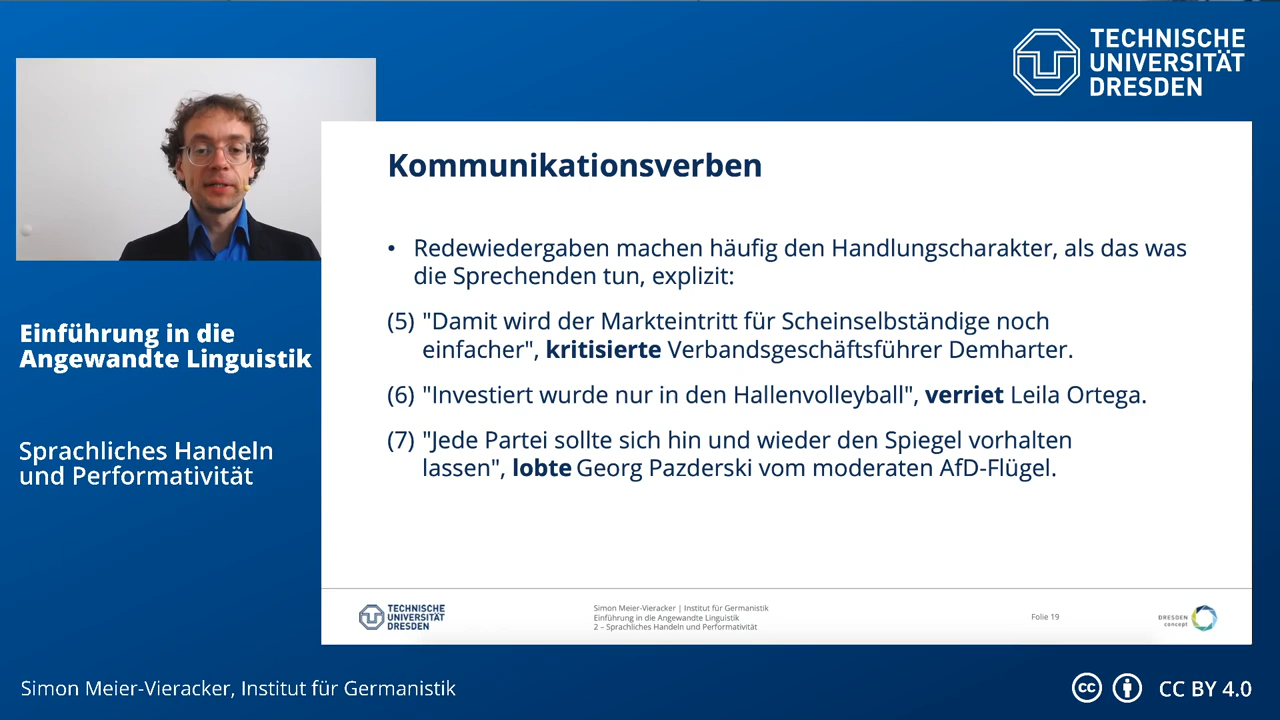 TECHNISCHE
UNIVERSITÄT
DRESDEN
Kommunikationsverben
• Redewiedergaben machen häufig den Handlungscharakter, als das was
die Sprechenden tun, explizit:
(5) "Damit wird der Markteintritt für Scheinselbständige noch
einfacher", kritisierte Verbandsgeschäftsführer Demharter.
(6) "Investiert wurde nur in den Hallenvolleyball", verriet Leila Ortega.
(7) "Jede Partei sollte sich hin und wieder den Spiegel vorhalten
lassen", lobte Georg Pazderski vom moderaten AfD-Flügel.
Einführung in die
Angewandte Linguistik
Sprachliches Handeln
und Performativität
TECHNISCHE
UNIVERSITÄT
DRESDEN
Simon Meier-Vieracker | Institut für Germanistik
Einführung in die Angewandte Linguistik
2 – Sprachliches Handeln und Performativität
Folie 19
DRESDEN
concept
Simon Meier-Vieracker, Institut für Germanistik
cc
CC BY 4.0